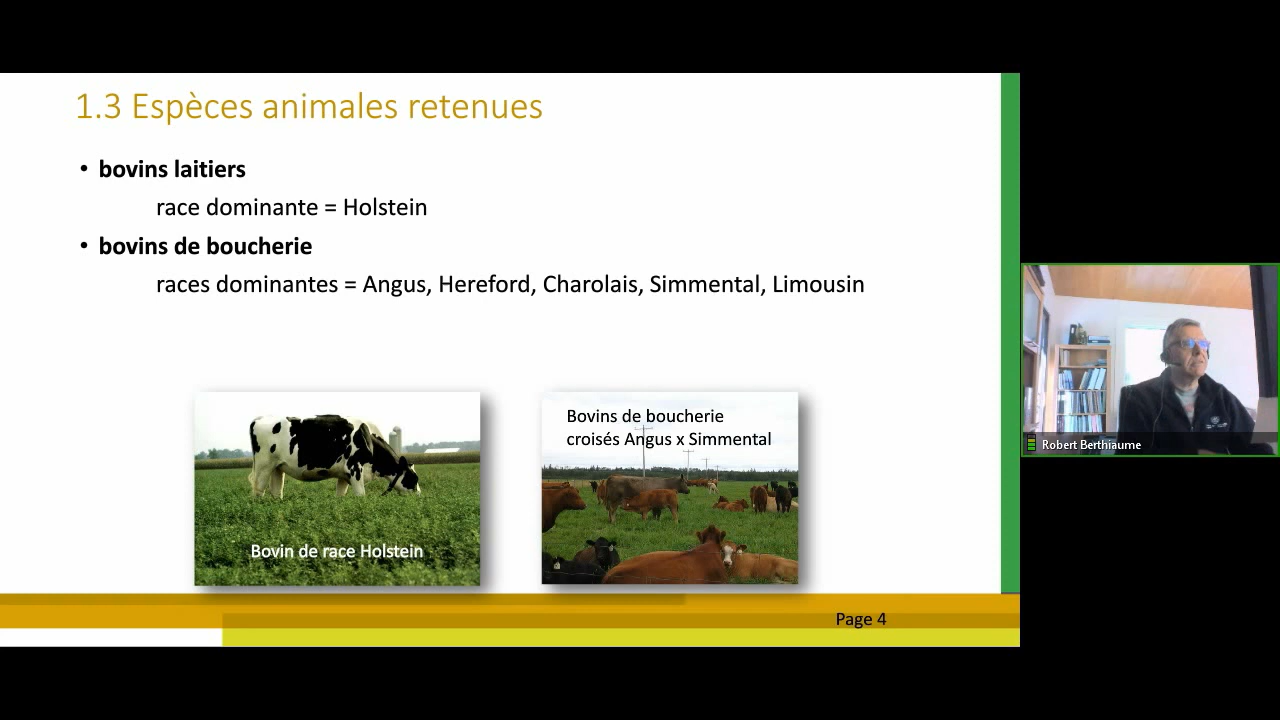 1.3 Espèces animales retenues
• bovins laitiers
race dominante = Holstein
• bovins de boucherie
races dominantes = Angus, Hereford, Charolais, Simmental, Limousin
Bovin de race Holstein
Bovins de boucherie
croisés Angus x Simmental
Page 4
Robert Berthiaume